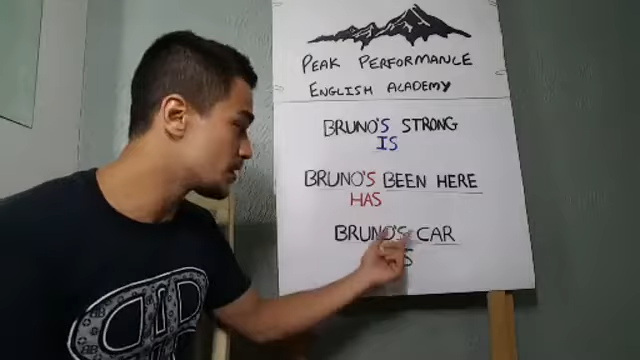 PEAK PERFORMANCE
ENGLISH ACADEMY
BRUNO'S STRONG
IS
BRUNO'S BEEN HERE
HAS
BRUNO'S CAR